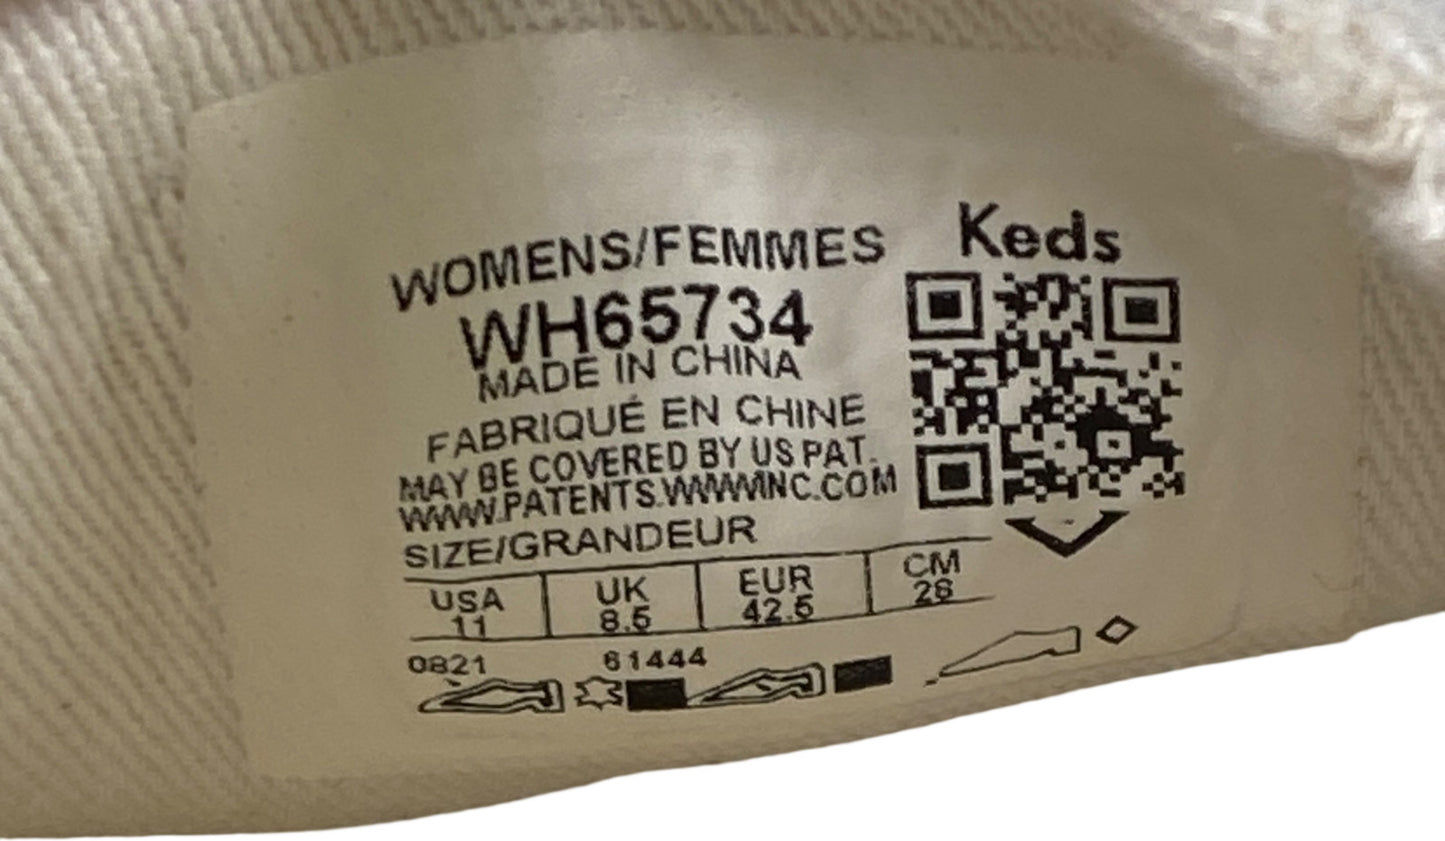 Keds
WOMENS/FEMMES
WH65734
MADE IN CHINA
FABRIQUÉ EN CHINE
MAY BE COVERED BY US PAT.
WWW.PATENTS.WWWINC.COM
SIZE/GRANDEUR
USA UK EUR CM
11 8.5 42.5 28
0821 61444